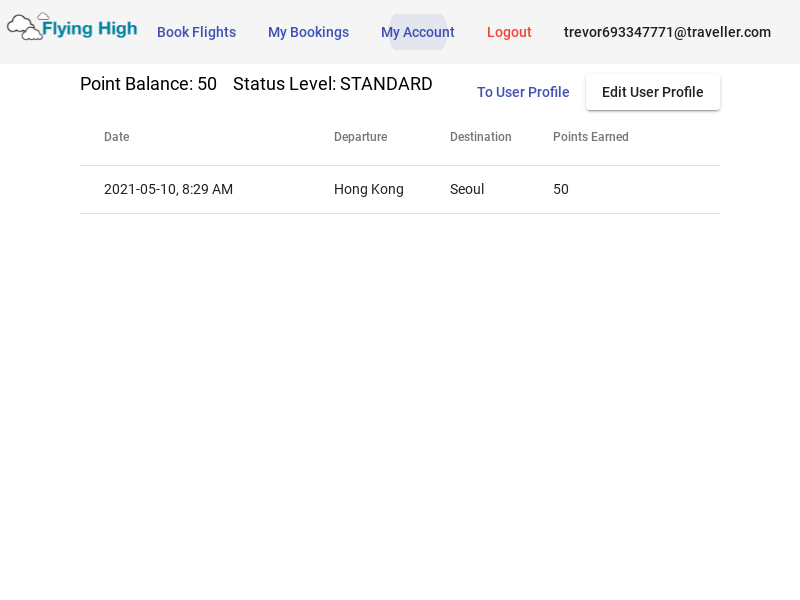 Flying High Book Flights My Bookings My Account Logout trevor693347771@traveller.com
Point Balance: 50 Status Level: STANDARD To User Profile Edit User Profile
Date Departure Destination Points Earned
2021-05-10, 8:29 AM Hong Kong Seoul 50